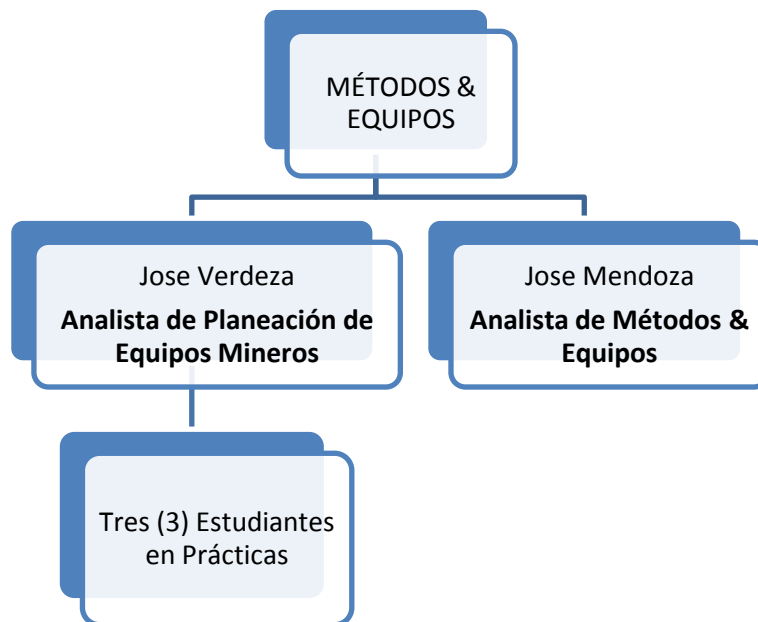 MÉTODOS &
EQUIPOS
Jose Verdeza
Analista de Planeación de
Equipos Mineros
Jose Mendoza
Analista de Métodos &
Equipos
Tres (3) Estudiantes
en Prácticas